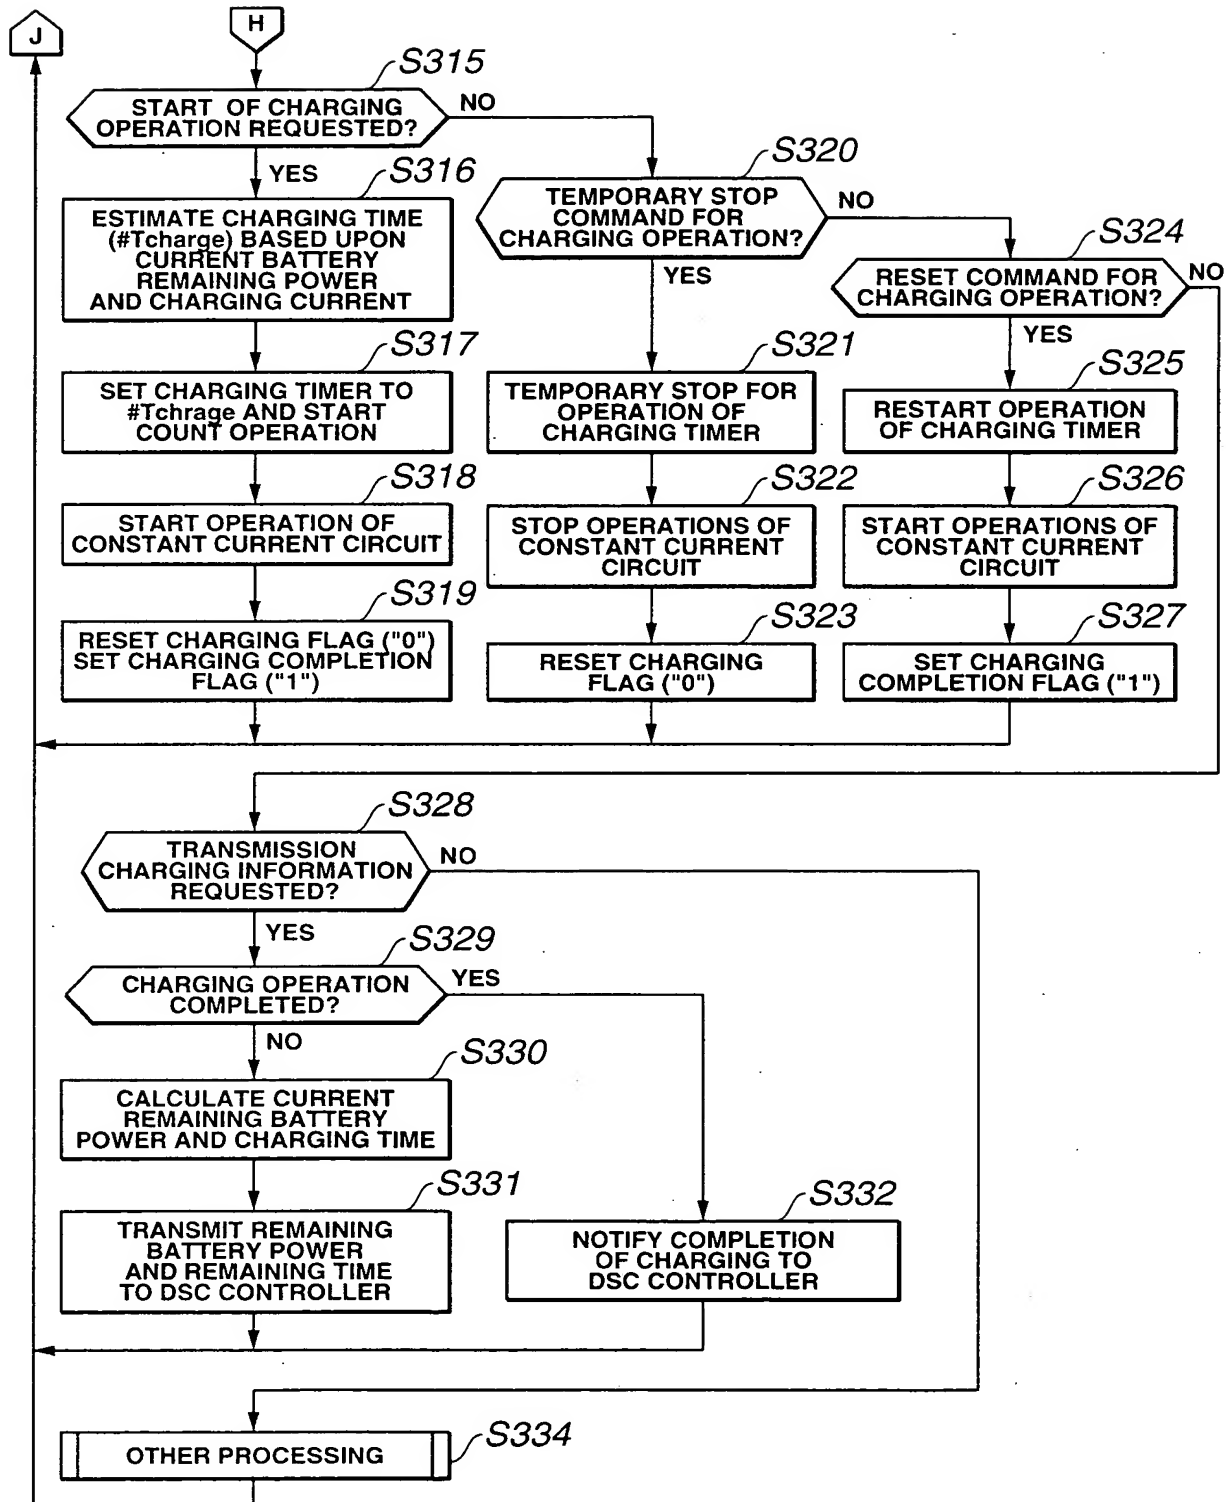 J
H
S315
START OF CHARGING
OPERATION REQUESTED?
NO
YES
S316
ESTIMATE CHARGING TIME
(#Tcharge) BASED UPON
CURRENT BATTERY
REMAINING POWER
AND CHARGING CURRENT
S317
SET CHARGING TIMER TO
#Tchrage AND START
COUNT OPERATION
S318
START OPERATION OF
CONSTANT CURRENT CIRCUIT
S319
RESET CHARGING FLAG ("0")
SET CHARGING COMPLETION
FLAG ("1")
S320
TEMPORARY STOP
COMMAND FOR
CHARGING OPERATION?
NO
YES
S321
TEMPORARY STOP FOR
OPERATION OF
CHARGING TIMER
S322
STOP OPERATIONS OF
CONSTANT CURRENT
CIRCUIT
S323
RESET CHARGING
FLAG ("0")
S324
RESET COMMAND FOR
CHARGING OPERATION?
NO
YES
S325
RESTART OPERATION
OF CHARGING TIMER
S326
START OPERATIONS OF
CONSTANT CURRENT
CIRCUIT
S327
SET CHARGING
COMPLETION FLAG ("1")
S328
TRANSMISSION
CHARGING INFORMATION
REQUESTED?
NO
YES
S329
CHARGING OPERATION
COMPLETED?
YES
NO
S330
CALCULATE CURRENT
REMAINING BATTERY
POWER AND CHARGING TIME
S331
TRANSMIT REMAINING
BATTERY POWER
AND REMAINING TIME
TO DSC CONTROLLER
S332
NOTIFY COMPLETION
OF CHARGING TO
DSC CONTROLLER
S334
OTHER PROCESSING